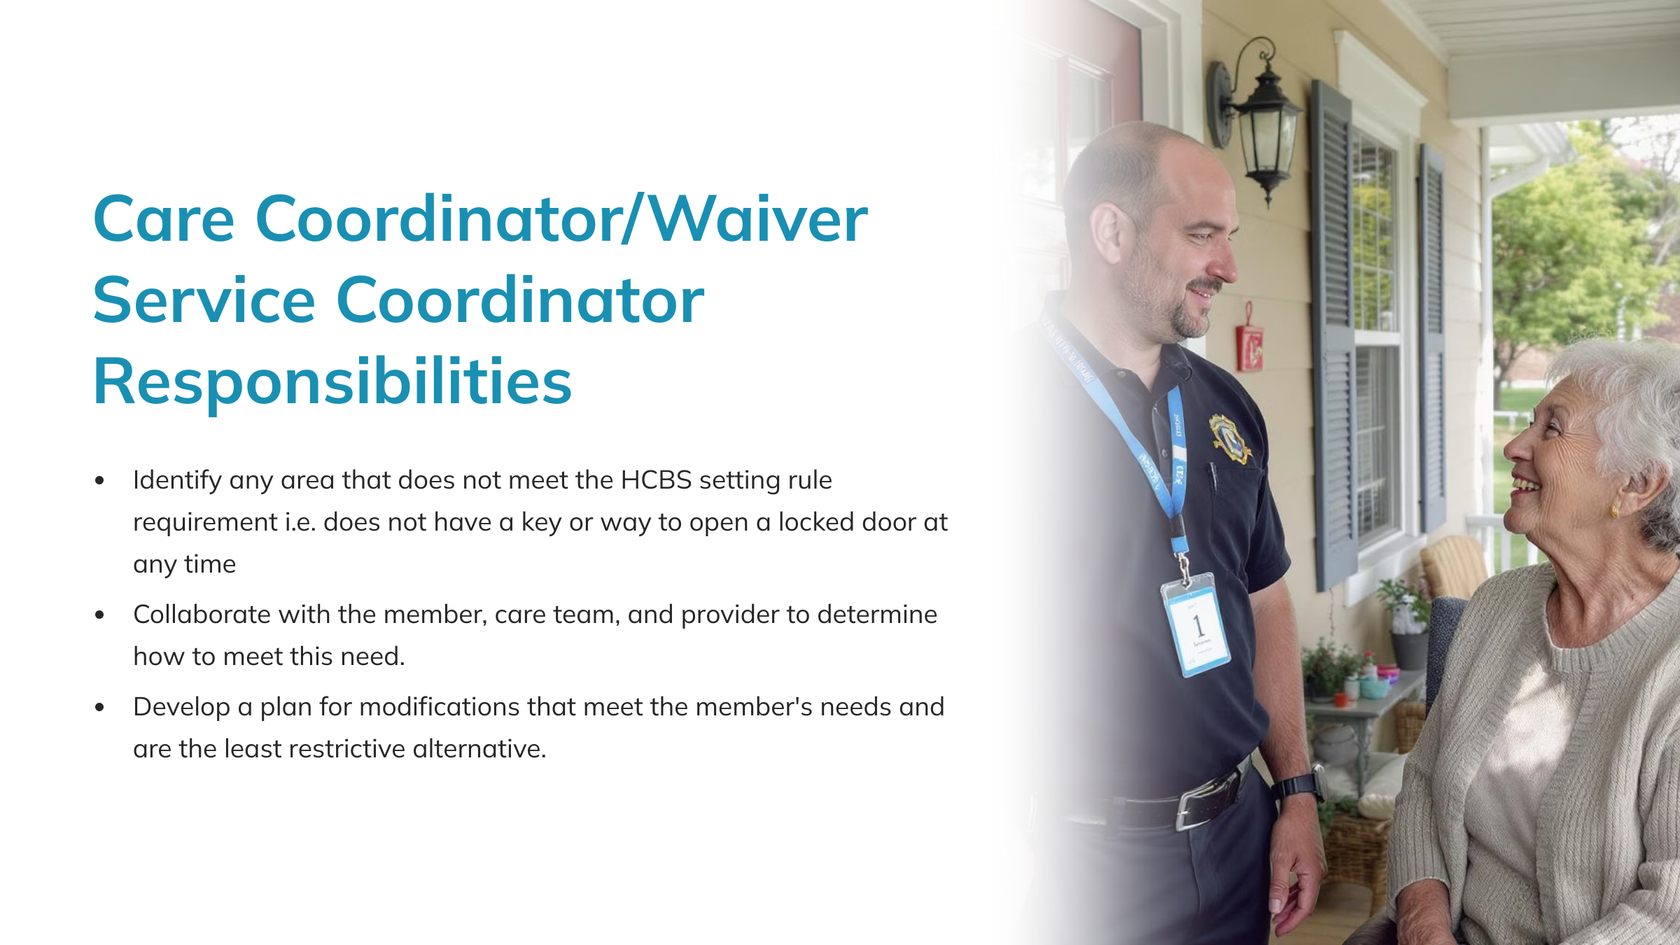 Care Coordinator/Waiver
Service Coordinator
Responsibilities
• Identify any area that does not meet the HCBS setting rule
requirement i.e. does not have a key or way to open a locked door at
any time
• Collaborate with the member, care team, and provider to determine
how to meet this need.
• Develop a plan for modifications that meet the member's needs and
are the least restrictive alternative.
1